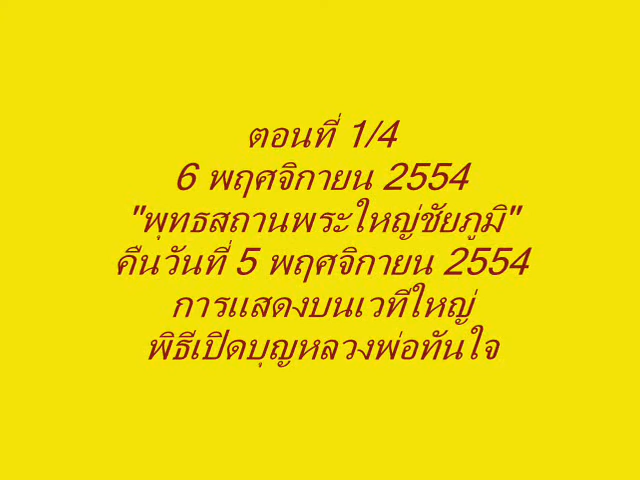 ตอนที่ 1/4
6 พฤศจิกายน 2554
"พุทธสถานพระใหญ่ชัยภูมิ"
คืนวันที่ 5 พฤศจิกายน 2554
การแสดงบนเวทีใหญ่
พิธีเปิดบุญหลวงพ่อทันใจ